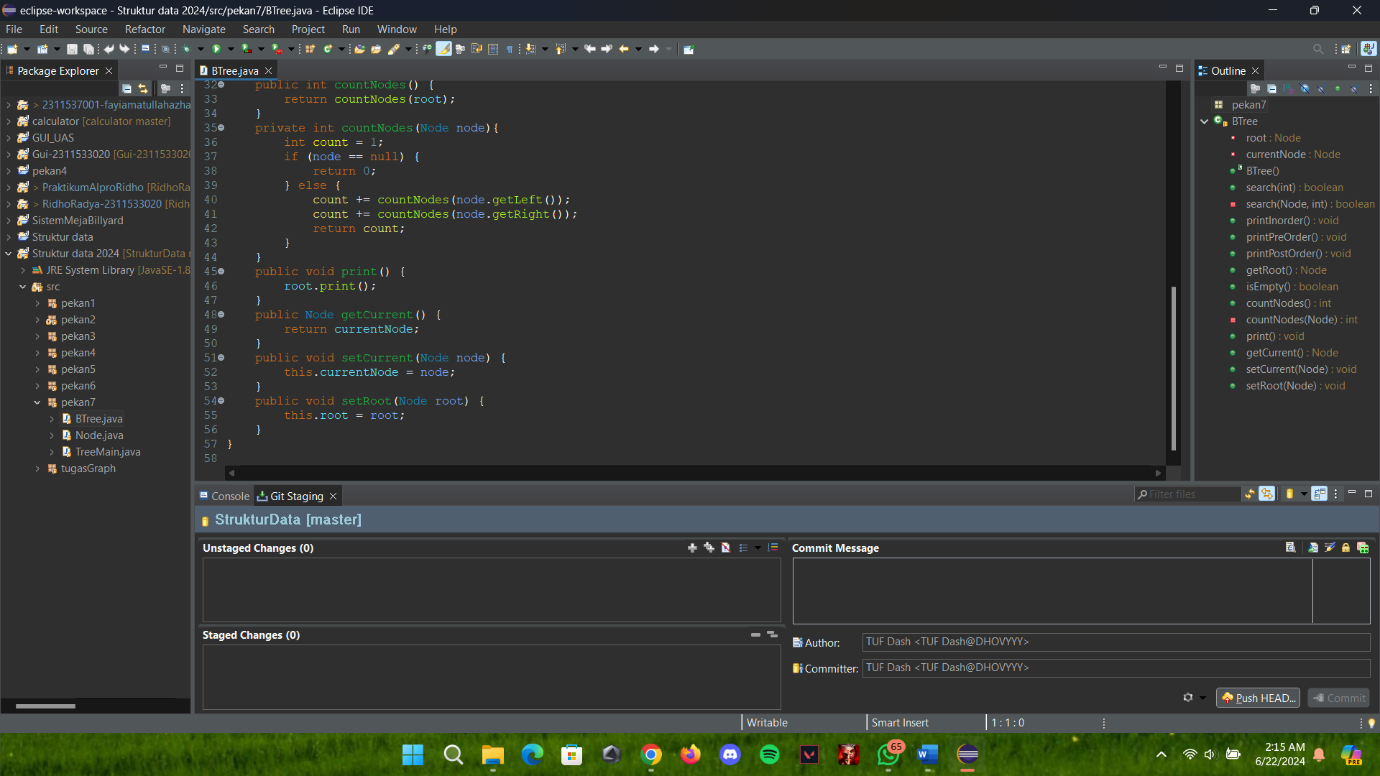 eclipse-workspace - Struktur data 2024/src/pekan7/BTree.java - Eclipse IDE
File Edit Source Refactor Navigate Search Project Run Window Help
Package Explorer
> 2311537001-fayiamatullahazha
calculator [calculator master]
GUI_UAS
Gui-2311533020 [Gui-2311533020
pekan4
> PraktikumAlproRidho [RidhoRa
> RidhoRadya-2311533020 [Ridh
SistemMejaBillyard
Struktur data
Struktur data 2024 [StrukturData
JRE System Library [JavaSE-1.8
src
pekan1
pekan2
pekan3
pekan4
pekan5
pekan6
pekan7
BTree.java
Node.java
TreeMain.java
tugasGraph
BTree.java
32 public int countNodes() {
33 return countNodes(root);
34 }
35 private int countNodes(Node node){
36 int count = 1;
37 if (node == null) {
38 return 0;
39 } else {
40 count += countNodes(node.getLeft());
41 count += countNodes(node.getRight());
42 return count;
43 }
44 }
45 public void print() {
46 root.print();
47 }
48 public Node getCurrent() {
49 return currentNode;
50 }
51 public void setCurrent(Node node) {
52 this.currentNode = node;
53 }
54 public void setRoot(Node root) {
55 this.root = root;
56 }
57 }
58
Outline
pekan7
BTree
root : Node
currentNode : Node
BTree()
search(int) : boolean
search(Node, int) : boolean
printInorder() : void
printPreOrder() : void
printPostOrder() : void
getRoot() : Node
isEmpty() : boolean
countNodes() : int
countNodes(Node) : int
print() : void
getCurrent() : Node
setCurrent(Node) : void
setRoot(Node) : void
Console Git Staging
Filter files
StrukturData [master]
Unstaged Changes (0)
Staged Changes (0)
Commit Message
Author: TUF Dash <TUF Dash@DHOVYYY>
Committer: TUF Dash <TUF Dash@DHOVYYY>
Push HEAD... Commit
Writable Smart Insert 1 : 1 : 0
65
PRE
2:15 AM
6/22/2024